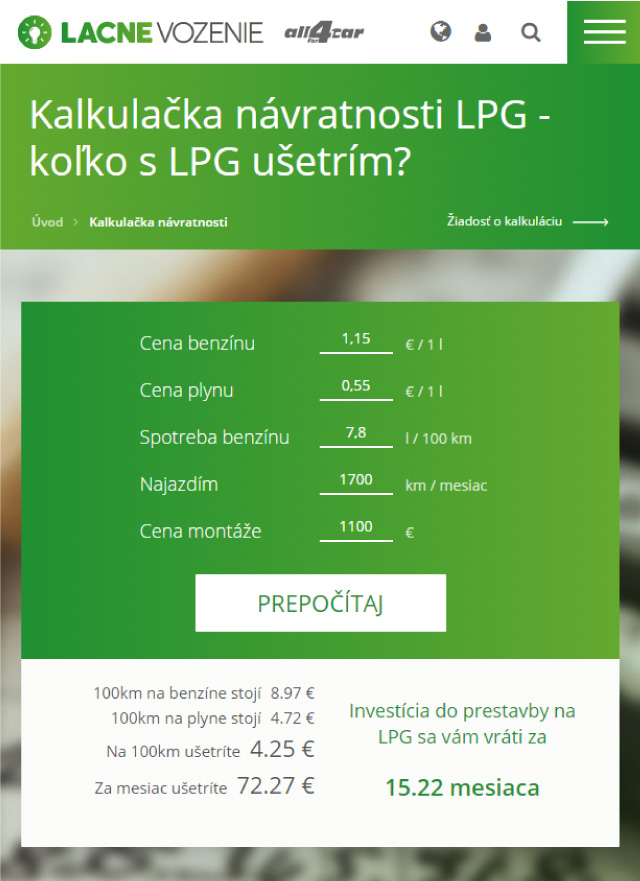 LACNE VOZENIE all4car
Kalkulačka návratnosti LPG -
koľko s LPG ušetrím?
Úvod > Kalkulačka návratnosti Žiadosť o kalkuláciu
Cena benzínu 1,15 € / 1 l
Cena plynu 0,55 € / 1 l
Spotreba benzínu 7,8 l / 100 km
Najazdím 1700 km / mesiac
Cena montáže 1100 €
PREPOČÍTAJ
100km na benzíne stojí 8.97 €
100km na plyne stojí 4.72 €
Na 100km ušetríte 4.25 €
Za mesiac ušetríte 72.27 €
Investícia do prestavby na
LPG sa vám vráti za
15.22 mesiaca